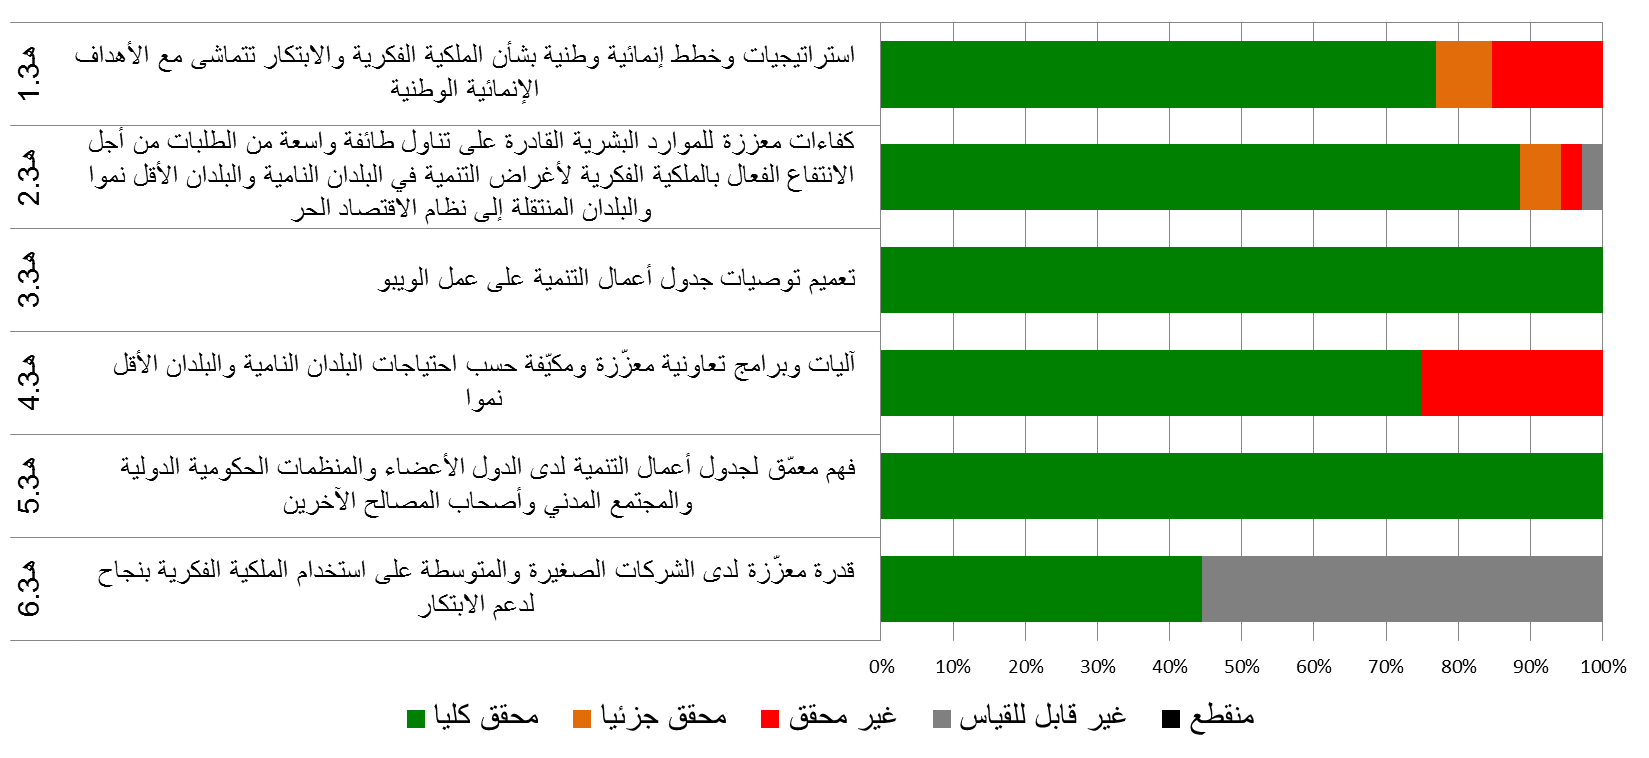 هـ.1.3
استراتيجيات وخطط إنمائية وطنية بشأن الملكية الفكرية والابتكار تتماشى مع الأهداف
الإنمائية الوطنية
هـ.2.3
كفاءات معززة للموارد البشرية القادرة على تناول طائفة واسعة من الطلبات من أجل
الانتفاع الفعال بالملكية الفكرية لأغراض التنمية في البلدان النامية والبلدان الأقل نموا
والبلدان المنتقلة إلى نظام الاقتصاد الحر
هـ.3.3
تعميم توصيات جدول أعمال التنمية على عمل الويبو
هـ.4.3
آليات وبرامج تعاونية معزّزة ومكيّفة حسب احتياجات البلدان النامية والبلدان الأقل
نموا
هـ.5.3
فهم معمّق لجدول أعمال التنمية لدى الدول الأعضاء والمنظمات الحكومية الدولية
والمجتمع المدني وأصحاب المصالح الآخرين
هـ.6.3
قدرة معزّزة لدى الشركات الصغيرة والمتوسطة على استخدام الملكية الفكرية بنجاح
لدعم الابتكار
0% 10% 20% 30% 40% 50% 60% 70% 80% 90% 100%
محقق كليا محقق جزئيا غير محقق غير قابل للقياس منقطع